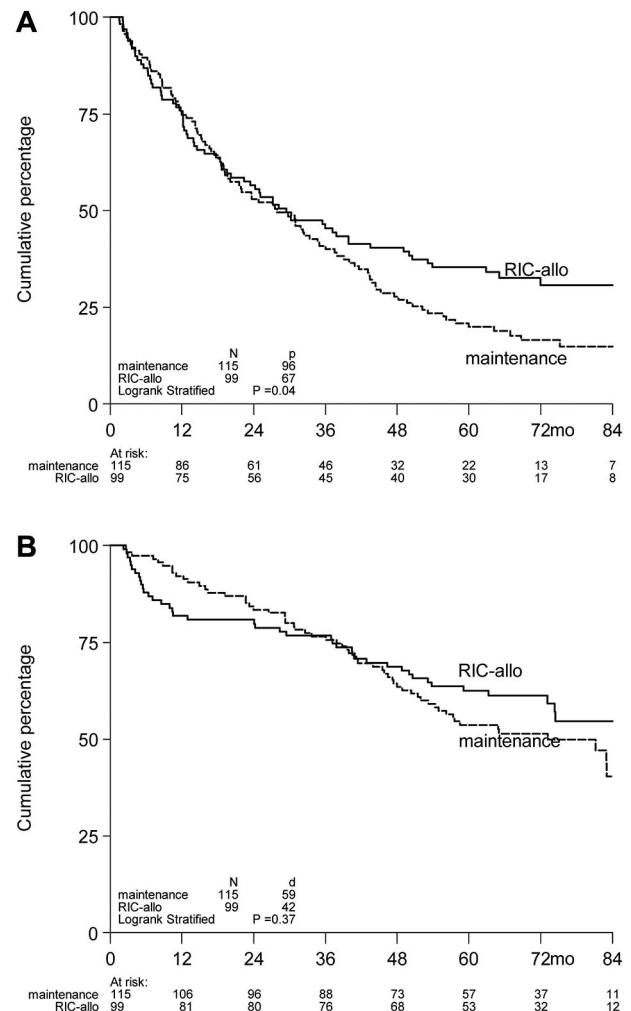 A
100
75
50
25
0
Cumulative percentage
RIC-allo
maintenance
N p
maintenance 115 96
RIC-allo 99 67
Logrank Stratified P =0.04
0 12 24 36 48 60 72mo 84
At risk:
maintenance 115 86 61 46 32 22 13 7
RIC-allo 99 75 56 45 40 30 17 8
B
100
75
50
25
0
Cumulative percentage
RIC-allo
maintenance
N d
maintenance 115 59
RIC-allo 99 42
Logrank Stratified P =0.37
0 12 24 36 48 60 72mo 84
At risk:
maintenance 115 106 96 88 73 57 37 11
RIC-allo 99 81 80 76 68 53 32 12